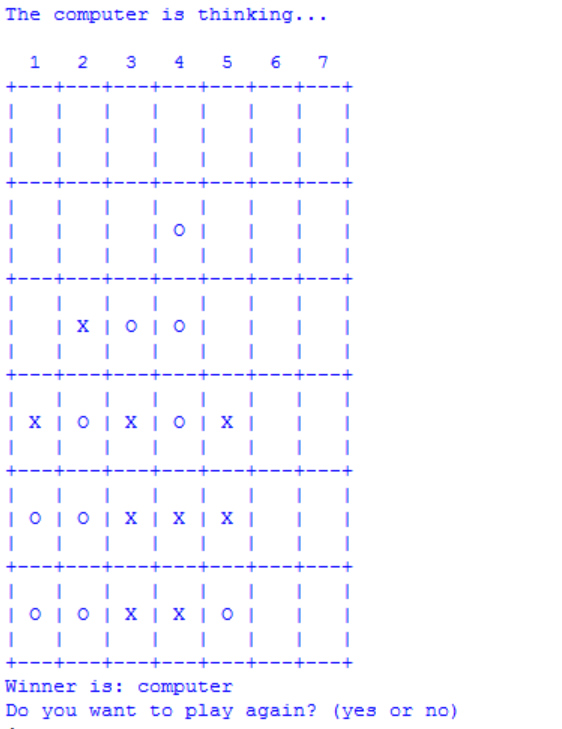 The computer is thinking...
  1   2   3   4   5   6   7
+---+---+---+---+---+---+---+
|   |   |   |   |   |   |   |
|   |   |   |   |   |   |   |
|   |   |   |   |   |   |   |
+---+---+---+---+---+---+---+
|   |   |   |   |   |   |   |
|   |   |   | O |   |   |   |
|   |   |   |   |   |   |   |
+---+---+---+---+---+---+---+
|   |   |   |   |   |   |   |
|   | X | O | O |   |   |   |
|   |   |   |   |   |   |   |
+---+---+---+---+---+---+---+
|   |   |   |   |   |   |   |
| X | O | X | O | X |   |   |
|   |   |   |   |   |   |   |
+---+---+---+---+---+---+---+
|   |   |   |   |   |   |   |
| O | O | X | X | X |   |   |
|   |   |   |   |   |   |   |
+---+---+---+---+---+---+---+
|   |   |   |   |   |   |   |
| O | O | X | X | O |   |   |
|   |   |   |   |   |   |   |
+---+---+---+---+---+---+---+
Winner is: computer
Do you want to play again? (yes or no)